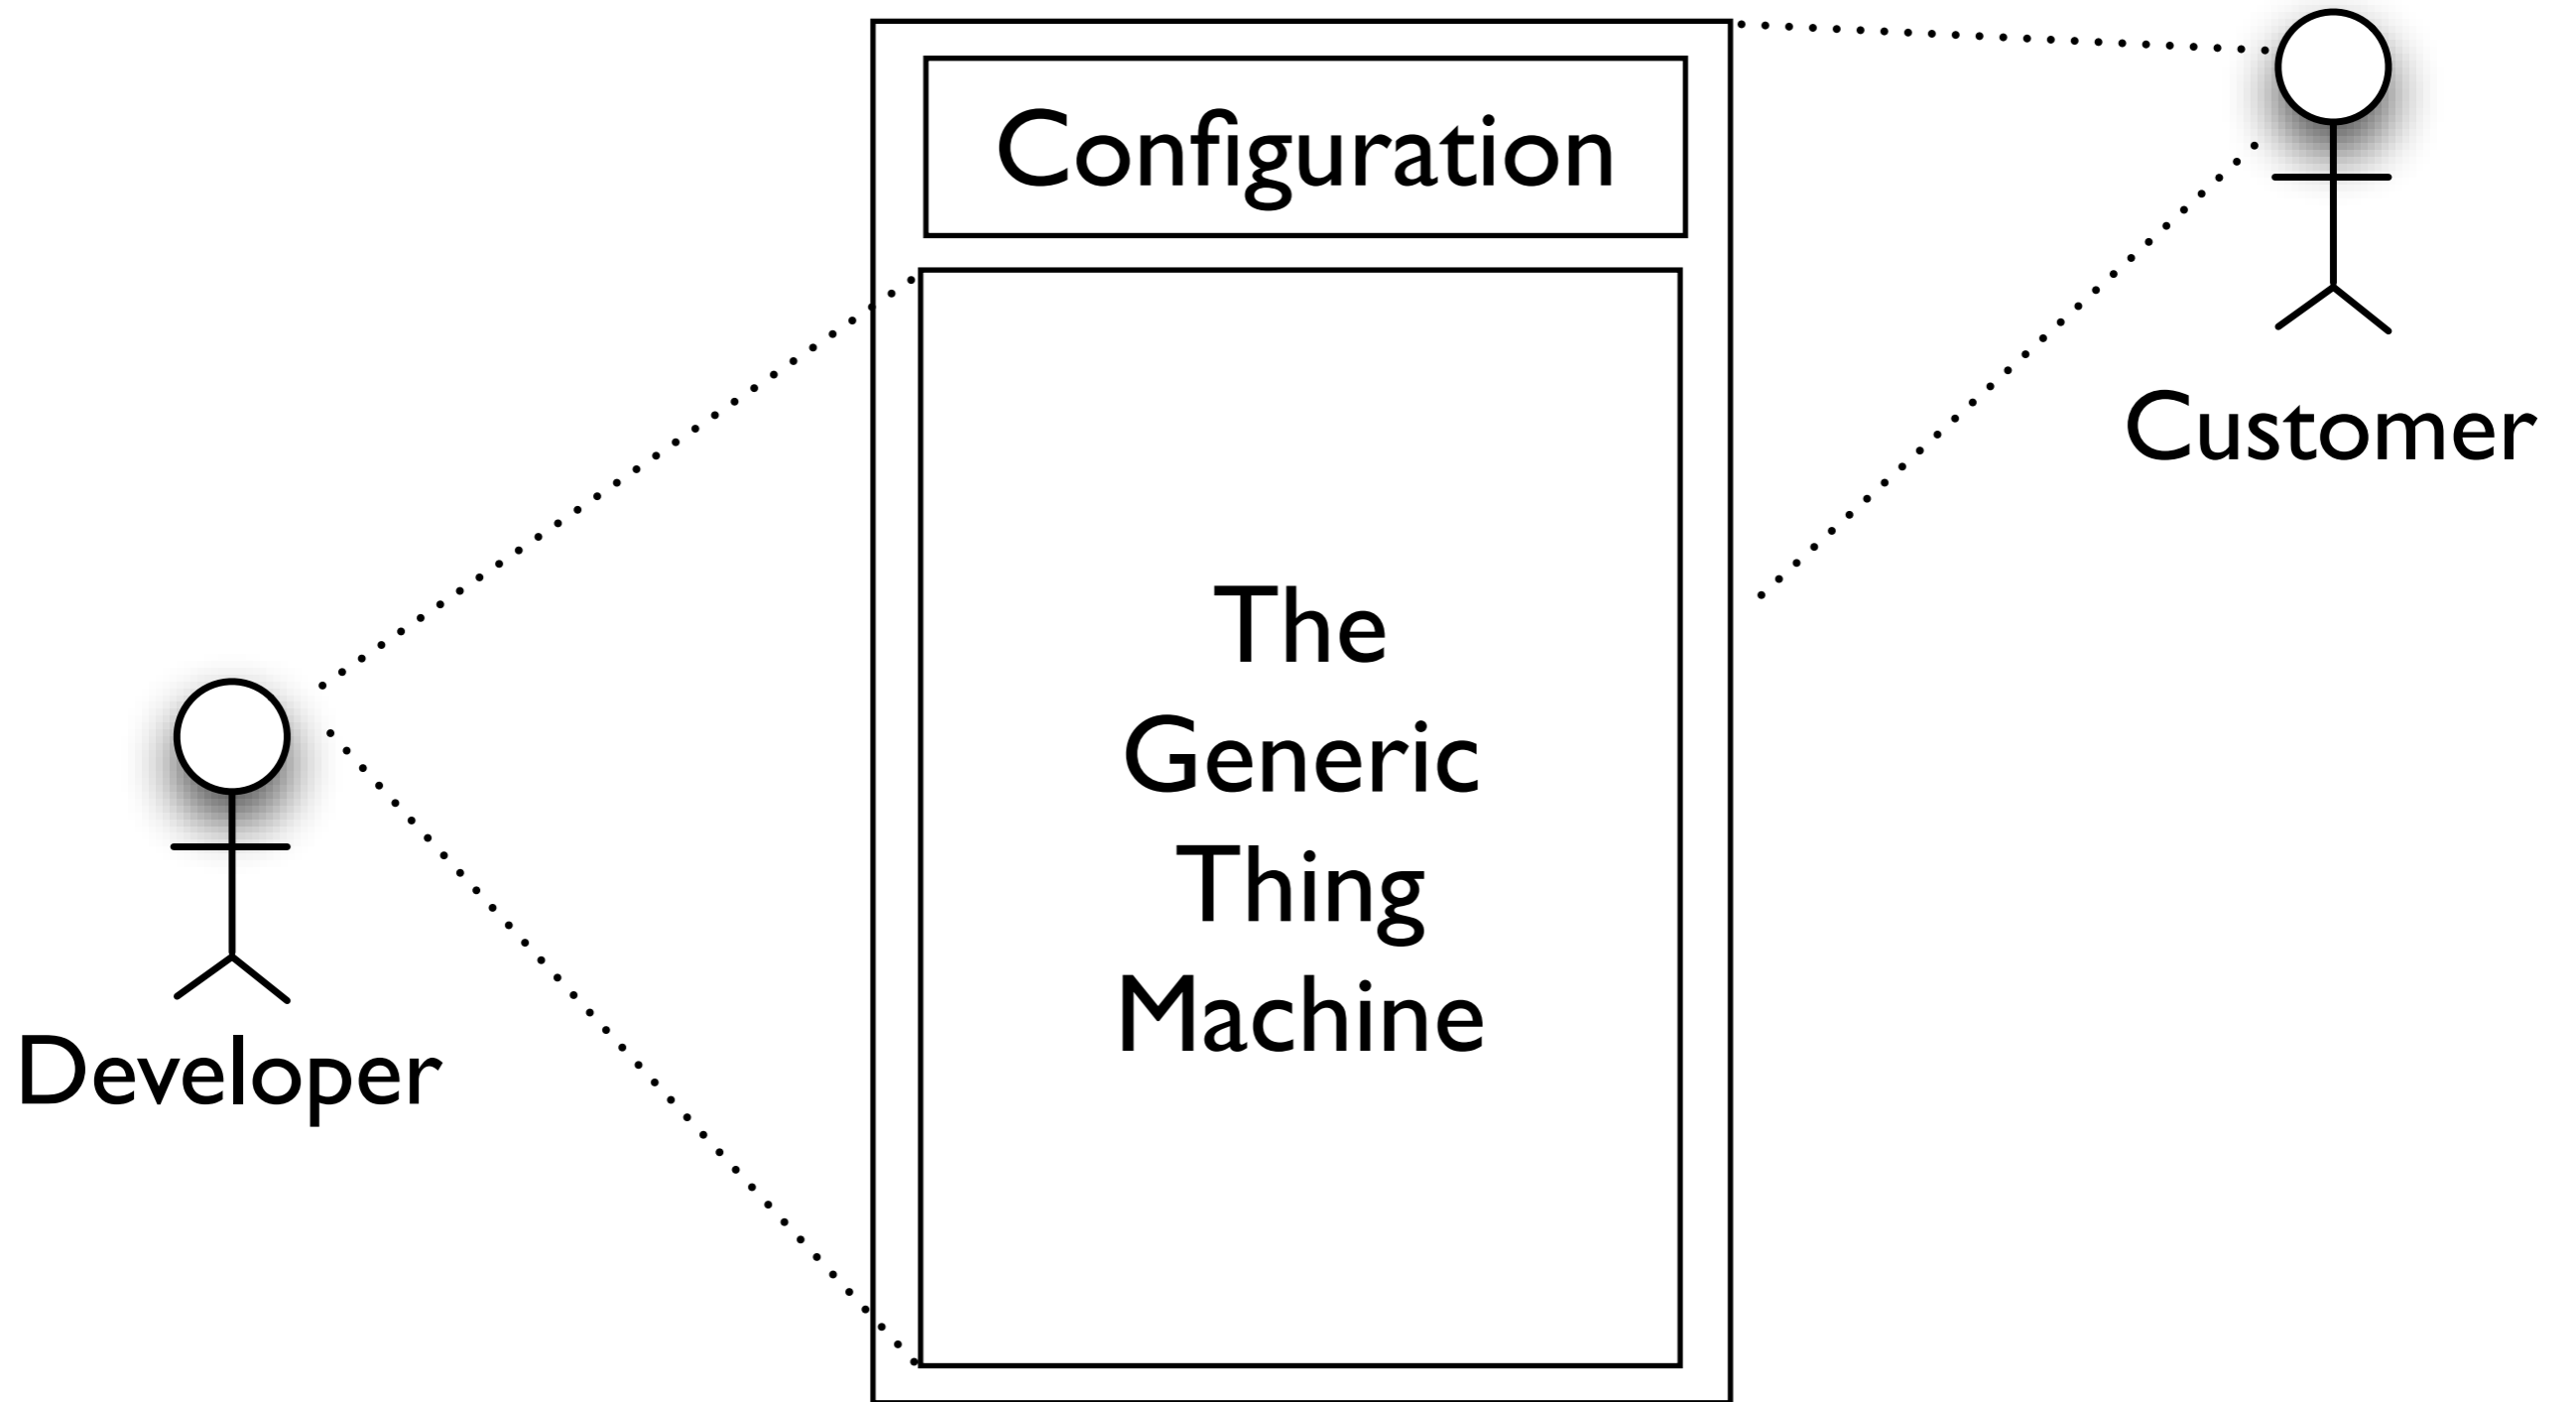 Configuration
Customer
The
Generic
Thing
Machine
Developer